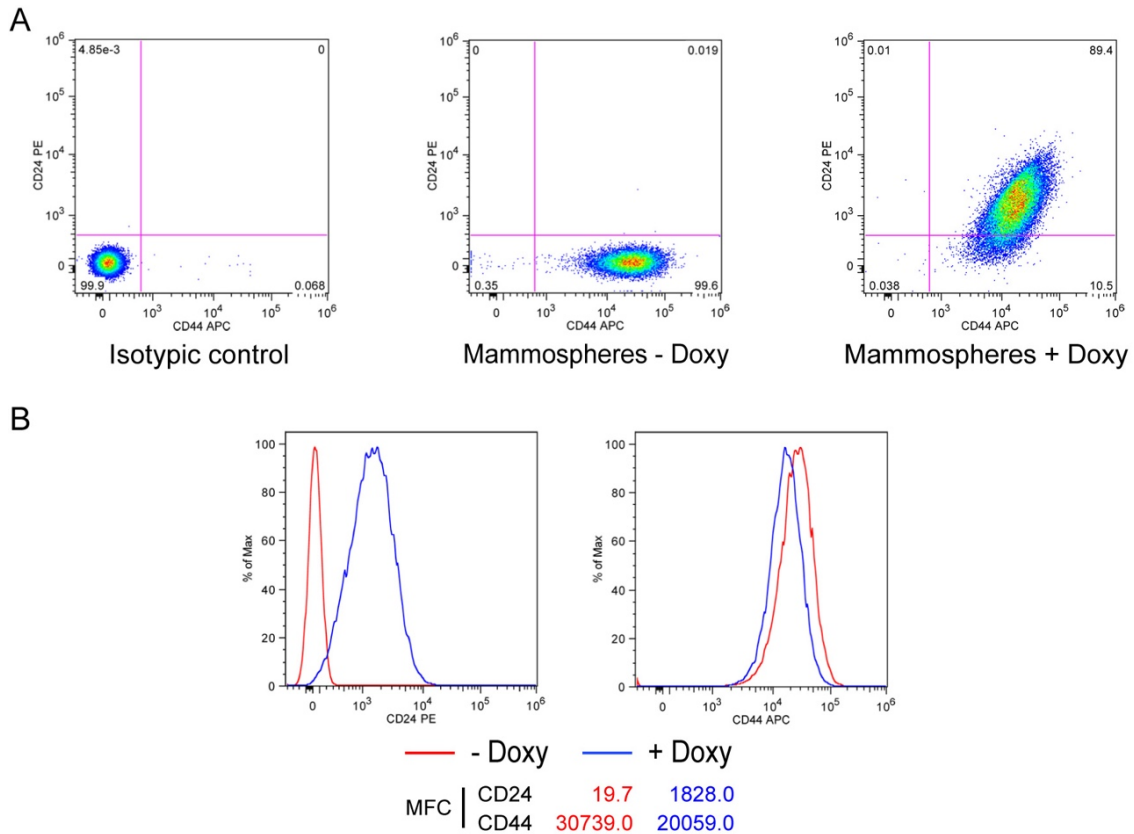 A
4.85e-3 0
10^6
10^5
10^4
10^3
0
CD24 PE
99.9 0.068
0 10^3 10^4 10^5 10^6
CD44 APC
Isotypic control
0 0.019
10^6
10^5
10^4
10^3
0
CD24 PE
0.35 99.6
0 10^3 10^4 10^5 10^6
CD44 APC
Mammospheres - Doxy
0.01 89.4
10^6
10^5
10^4
10^3
0
CD24 PE
0.038 10.5
0 10^3 10^4 10^5 10^6
CD44 APC
Mammospheres + Doxy
B
100
80
60
40
20
0
% of Max
0 10^3 10^4 10^5 10^6
CD24 PE
100
80
60
40
20
0
% of Max
0 10^3 10^4 10^5 10^6
CD44 APC
- Doxy + Doxy
MFC
CD24 19.7 1828.0
CD44 30739.0 20059.0